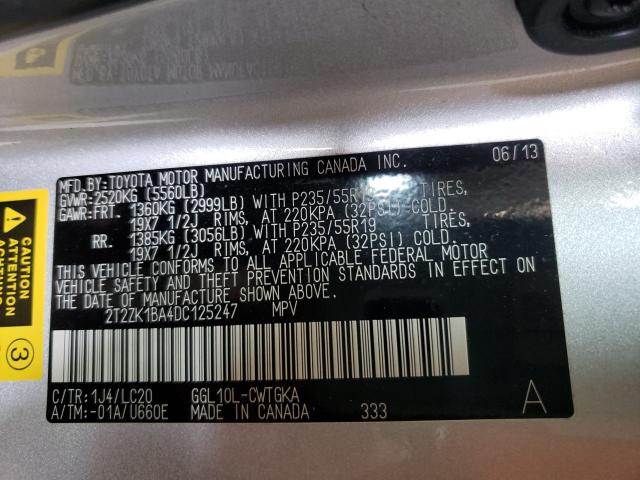 MFD. BY: TOYOTA MOTOR MANUFACTURING CANADA INC. 06/13
GVWR: 2520KG (5560LB)
GAWR: FRT. 1360KG (2999LB) WITH P235/55R19 TIRES,
19X7 1/2J RIMS, AT 220KPA (32PSI) COLD.
RR. 1385KG (3056LB) WITH P235/55R19 TIRES,
19X7 1/2J RIMS, AT 220KPA (32PSI) COLD.
THIS VEHICLE CONFORMS TO ALL APPLICABLE FEDERAL MOTOR
VEHICLE SAFETY AND THEFT PREVENTION STANDARDS IN EFFECT ON
THE DATE OF MANUFACTURE SHOWN ABOVE.
2T2ZK1BA4DC125247 MPV
C/TR: 1J4/LC20 GGL10L-CWTGKA
A/TM: -01A/U660E MADE IN CANADA 333 A
CAUTION
ATTENTION
3